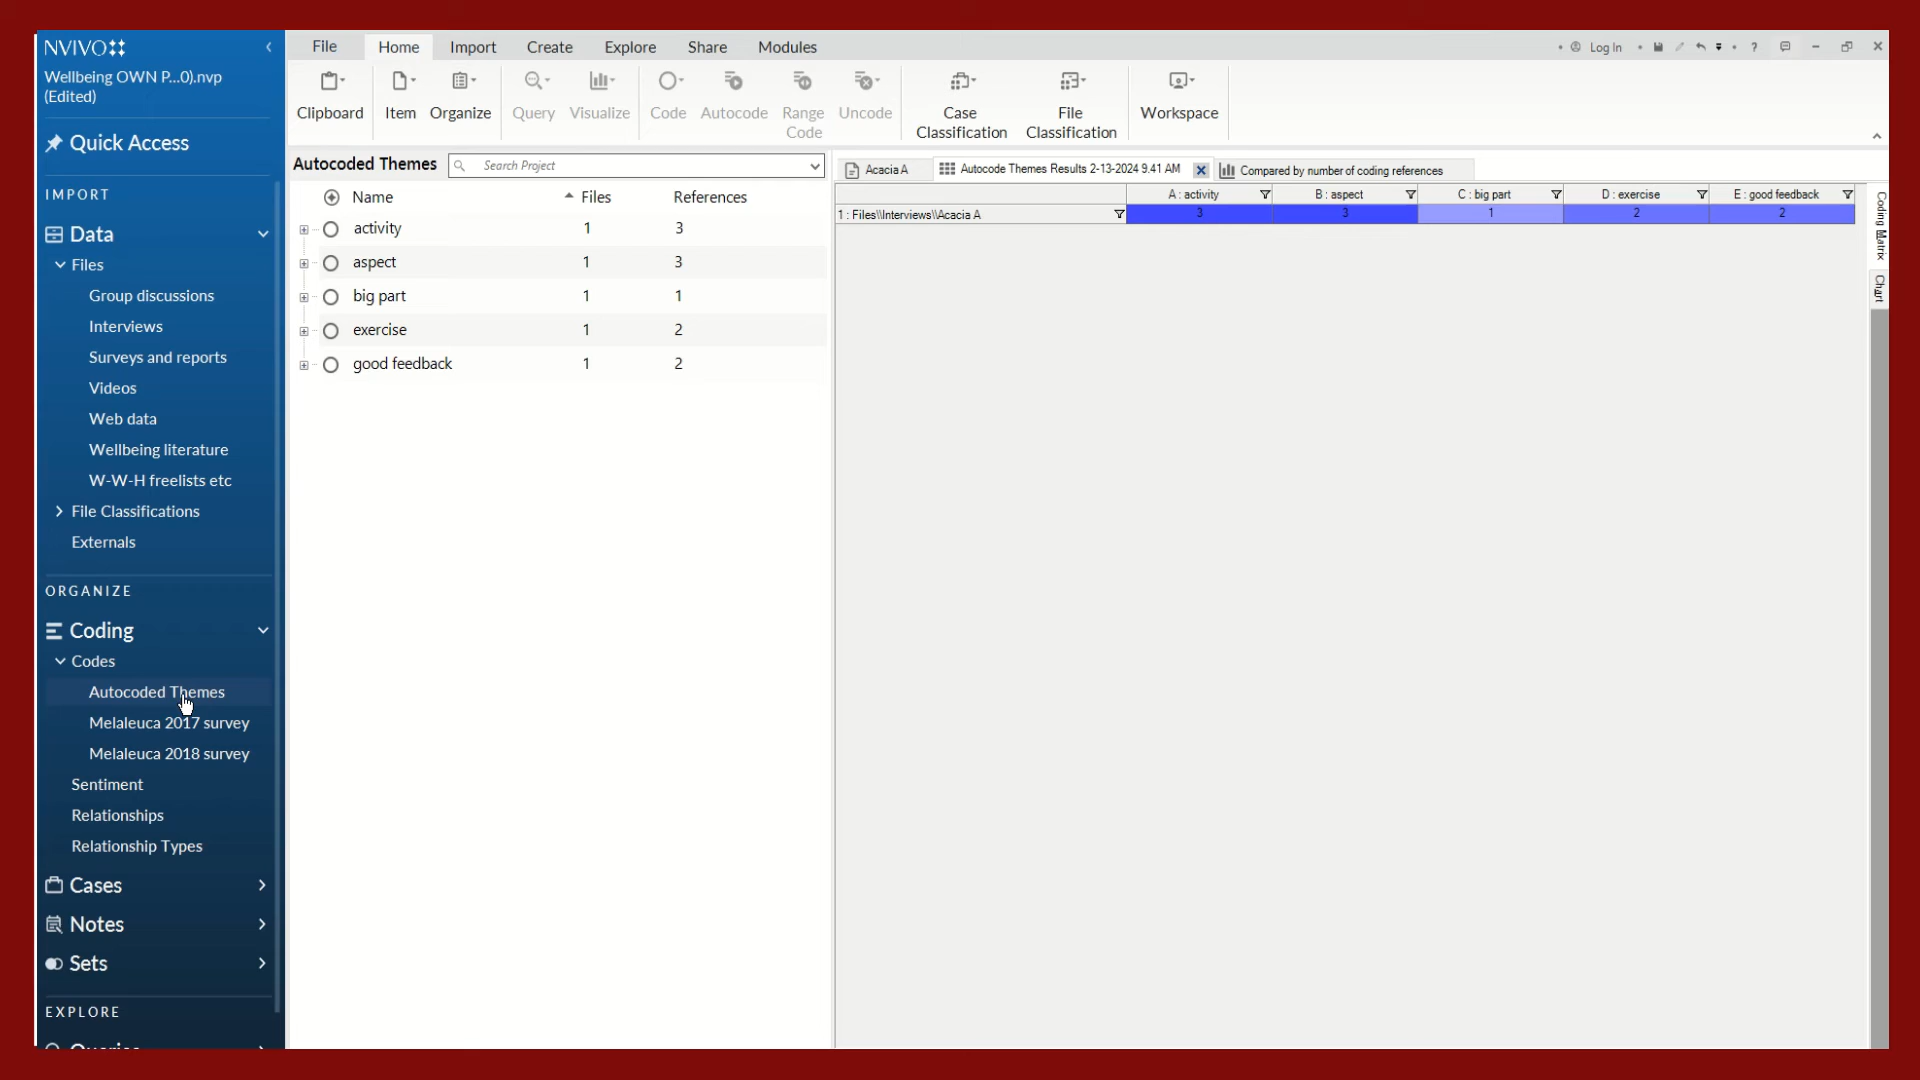 NVIVO
Wellbeing OWN P...0).nvp
(Edited)
Quick Access
IMPORT
Data
Files
Group discussions
Interviews
Surveys and reports
Videos
Web data
Wellbeing literature
W-W-H freelists etc
File Classifications
Externals
ORGANIZE
Coding
Codes
Autocoded Themes
Melaleuca 2017 survey
Melaleuca 2018 survey
Sentiment
Relationships
Relationship Types
Cases
Notes
Sets
EXPLORE
File Home Import Create Explore Share Modules
Log In
Clipboard Item Organize Query Visualize Code Autocode Range Code Uncode Case Classification File Classification Workspace
Autocoded Themes Search Project
Name Files References
activity 1 3
aspect 1 3
big part 1 1
exercise 1 2
good feedback 1 2
Acacia A Autocode Themes Results 2-13-2024 9.41 AM Compared by number of coding references
A : activity B : aspect C : big part D : exercise E : good feedback
1 : Files\\Interviews\\Acacia A 3 3 1 2 2
Coding Matrix
Chart